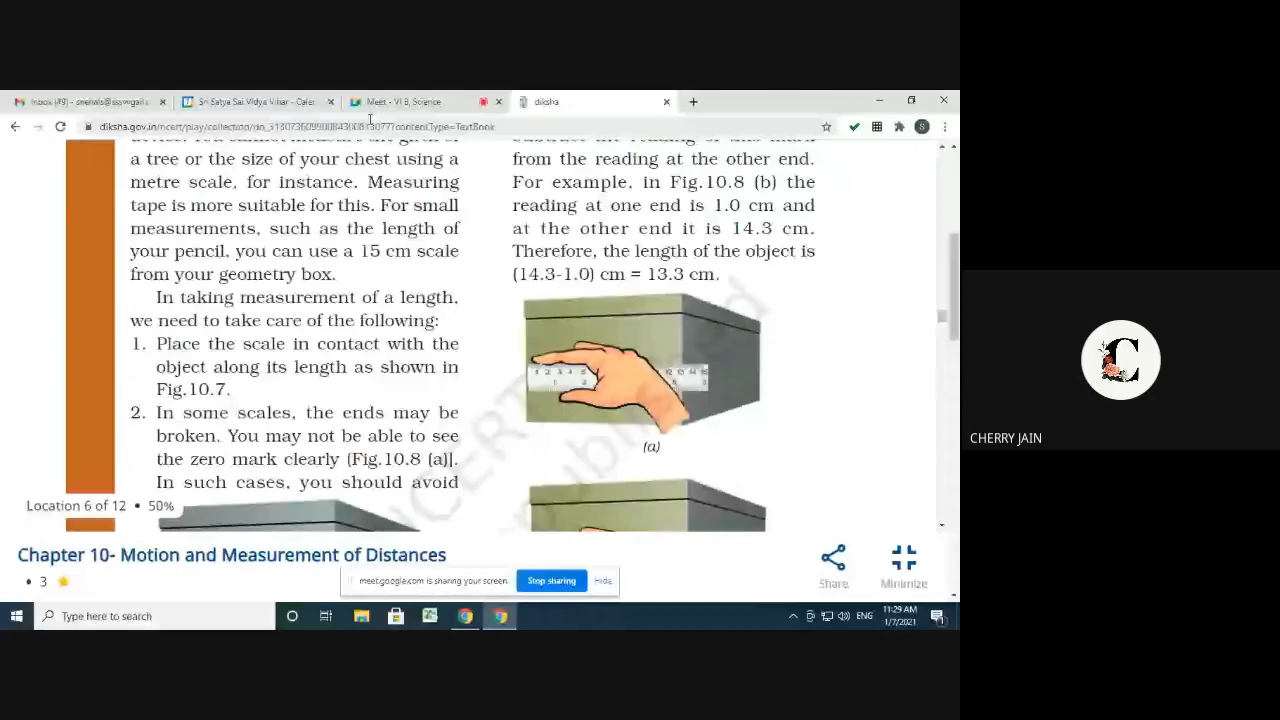 Sri Satya Sai Vidya Vihar - Calen
Meet - VI B, Science
diksha
a tree or the size of your chest using a
metre scale, for instance. Measuring
tape is more suitable for this. For small
measurements, such as the length of
your pencil, you can use a 15 cm scale
from your geometry box.
In taking measurement of a length,
we need to take care of the following:
1. Place the scale in contact with the
object along its length as shown in
Fig.10.7.
2. In some scales, the ends may be
broken. You may not be able to see
the zero mark clearly [Fig.10.8 (a)].
In such cases, you should avoid
from the reading at the other end.
For example, in Fig.10.8 (b) the
reading at one end is 1.0 cm and
at the other end it is 14.3 cm.
Therefore, the length of the object is
(14.3-1.0) cm = 13.3 cm.
(a)
Location 6 of 12 • 50%
Chapter 10- Motion and Measurement of Distances
• 3
Share
Minimize
meet.google.com is sharing your screen.
Stop sharing
Hide
Type here to search
ENG
11:29 AM
1/7/2021
C
CHERRY JAIN